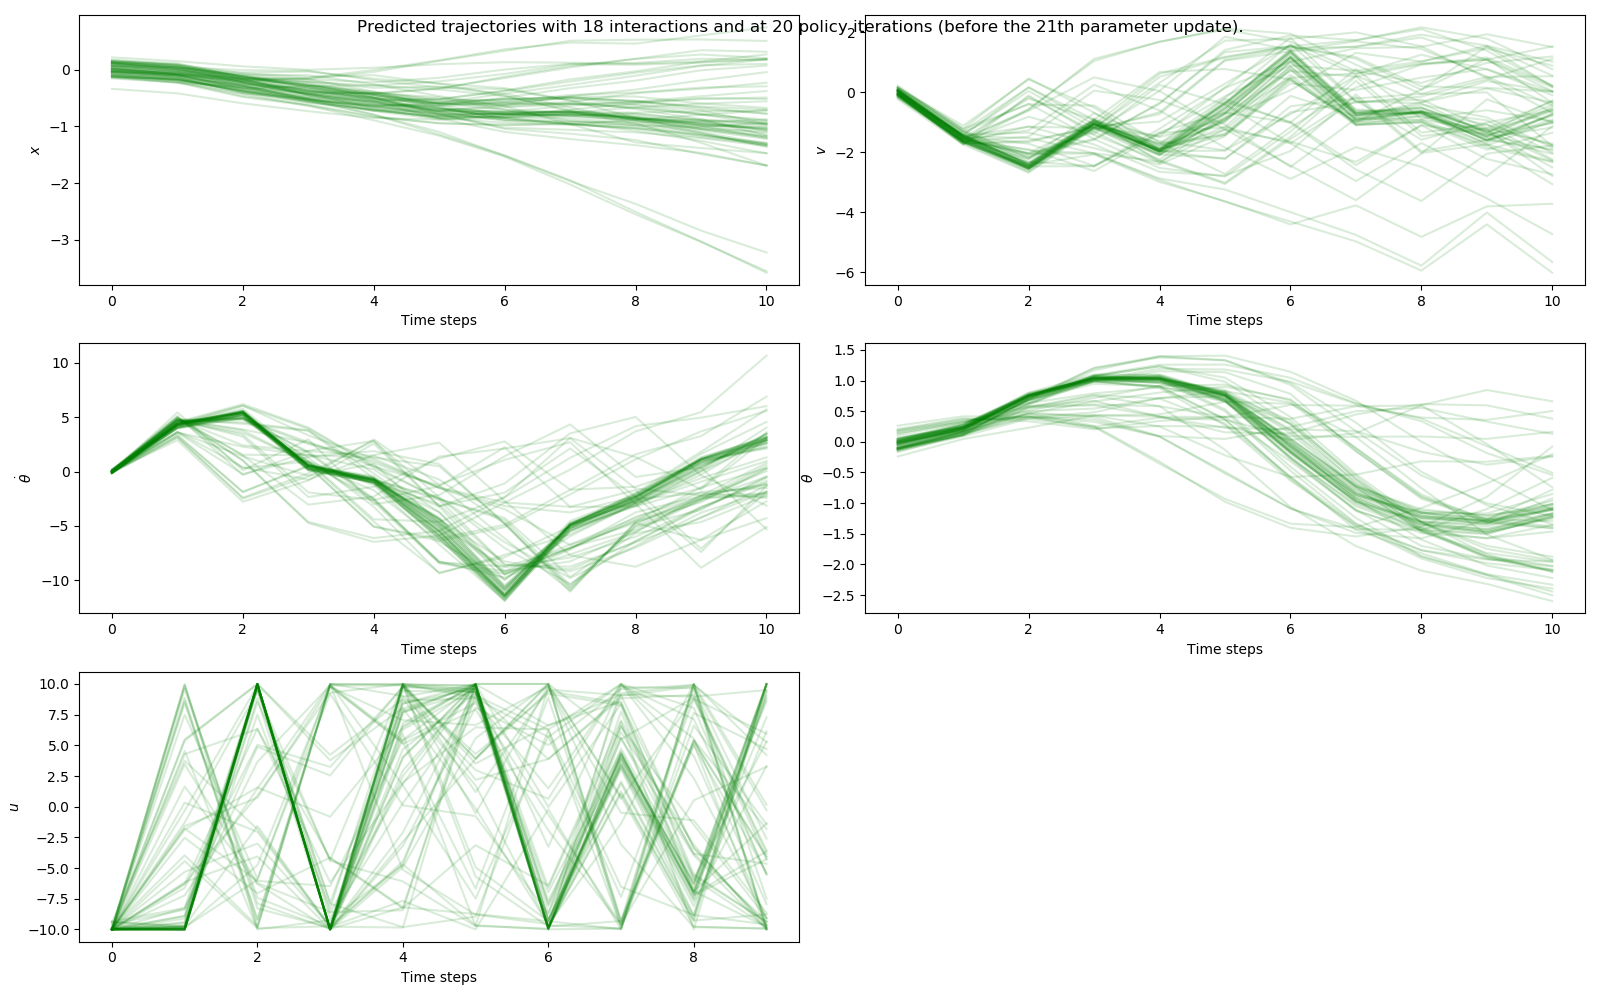 Predicted trajectories with 18 interactions and at 20 policy iterations (before the 21th parameter update).
0
−1
−2
−3
x
0 2 4 6 8 10
Time steps
2
0
−2
−4
−6
v
0 2 4 6 8 10
Time steps
10
5
0
−5
−10
θ̇
0 2 4 6 8 10
Time steps
1.5
1.0
0.5
0.0
−0.5
−1.0
−1.5
−2.0
−2.5
θ
0 2 4 6 8 10
Time steps
10.0
7.5
5.0
2.5
0.0
−2.5
−5.0
−7.5
−10.0
u
0 2 4 6 8
Time steps